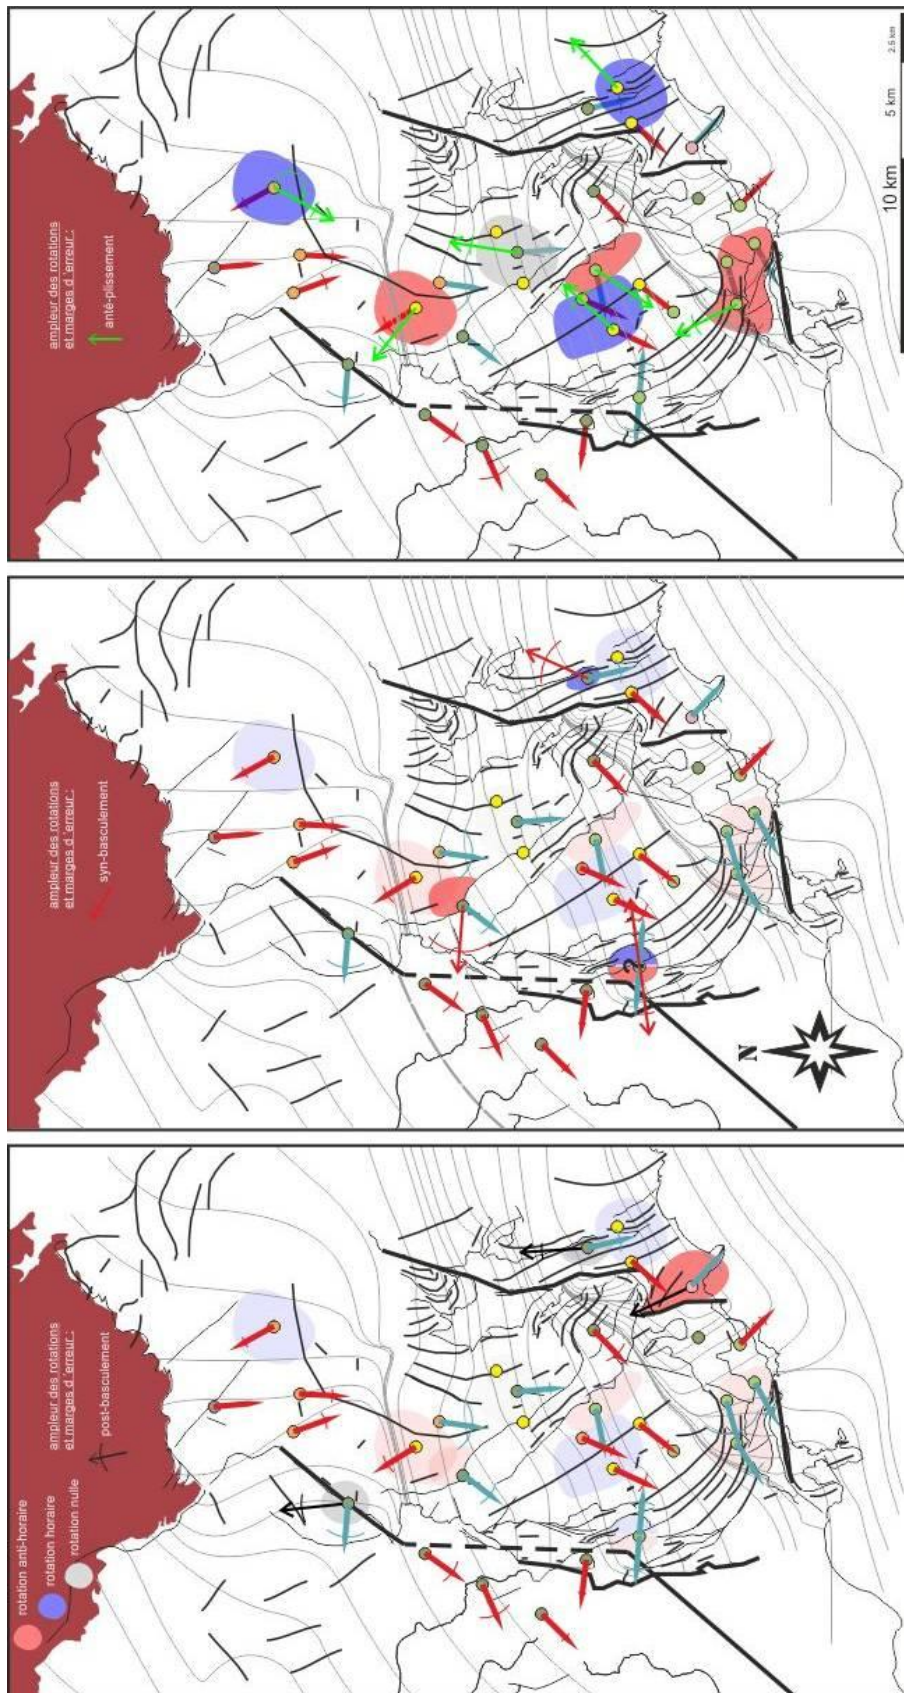 ampleur des rotations
et marges d 'erreur :
anté-plissement
2.5 km
5 km
10 km
ampleur des rotations
et marges d 'erreur :
syn-basculement
?
N
ampleur des rotations
et marges d 'erreur :
post-basculement
rotation anti-horaire
rotation horaire
rotation nulle